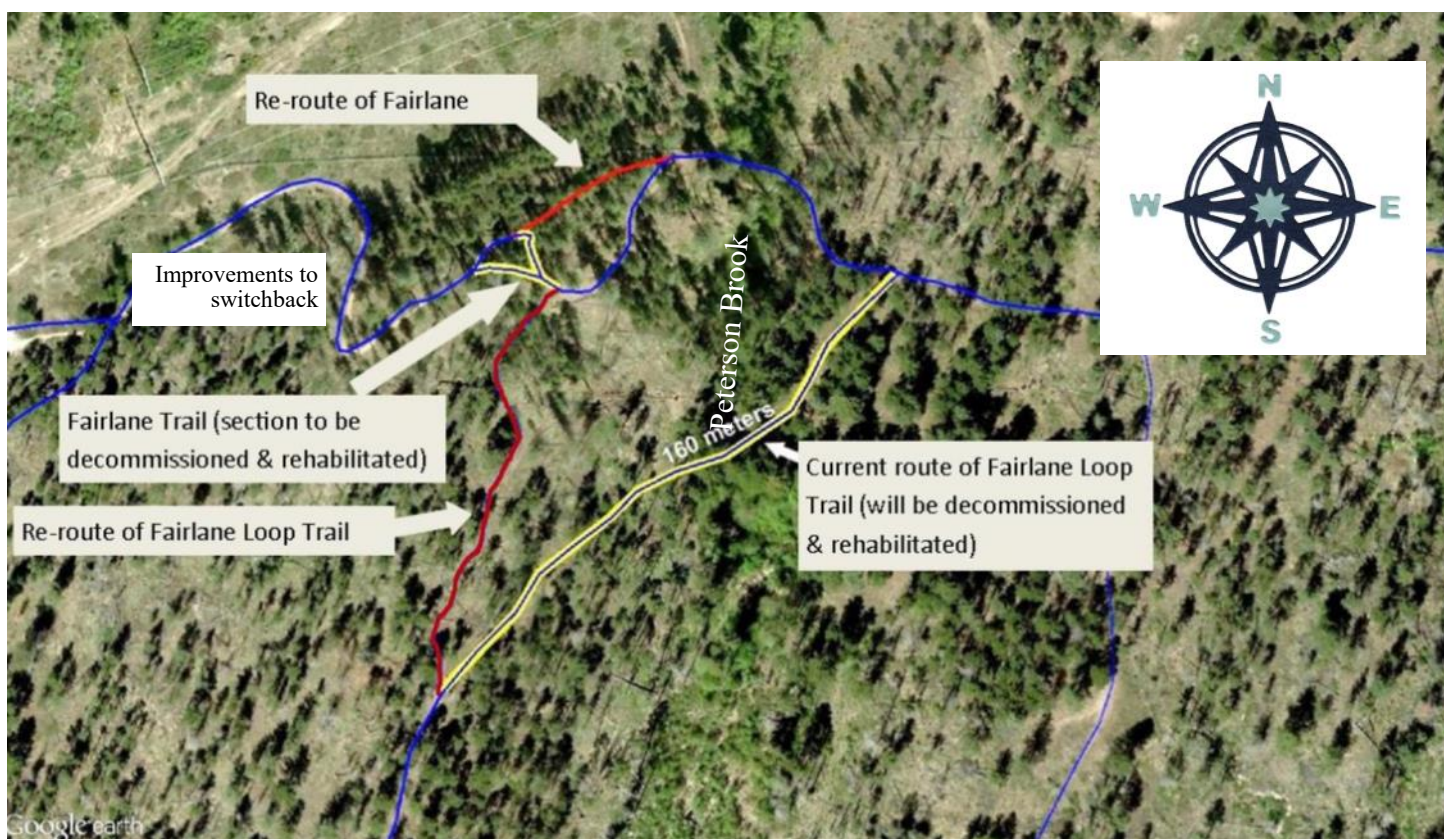 Re-route of Fairlane
N
W
E
S
Improvements to
switchback
Peterson Brook
Fairlane Trail (section to be
decommissioned & rehabilitated)
160 meters
Current route of Fairlane Loop
Trail (will be decommissioned
& rehabilitated)
Re-route of Fairlane Loop Trail
Google earth